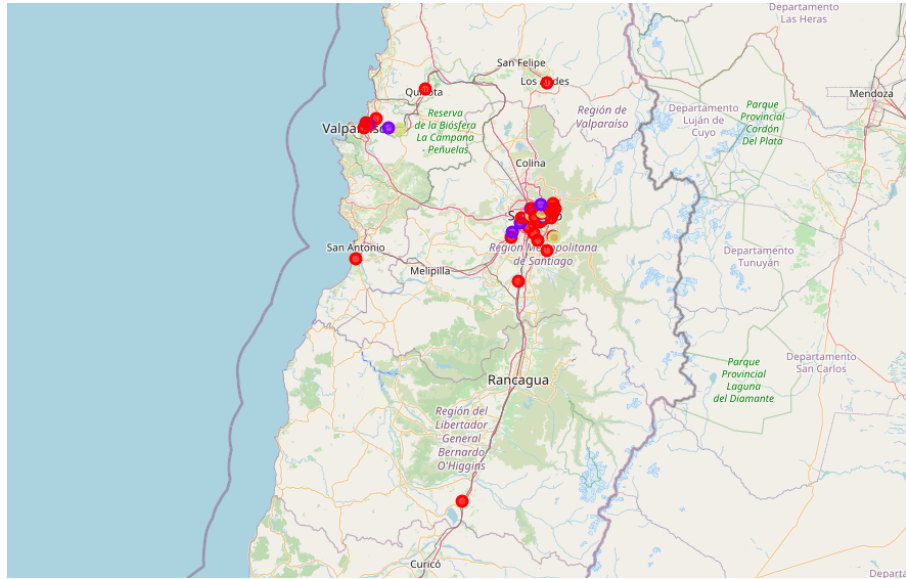 Departamento
Las Heras
San Felipe
Los Andes
Quillota
Mendoza
Reserva
de la Biósfera
La Campana
- Peñuelas
Región de
Valparaíso
Departamento
Luján de
Cuyo
Parque
Provincial
Cordón
Del Plata
Valparaíso
Colina
San Antonio
Melipilla
Región Metropolitana
de Santiago
Departamento
Tunuyán
Departamento
San Carlos
Parque
Provincial
Laguna
del Diamante
Rancagua
Región del
Libertador
General
Bernardo
O'Higgins
Curicó
Departamento